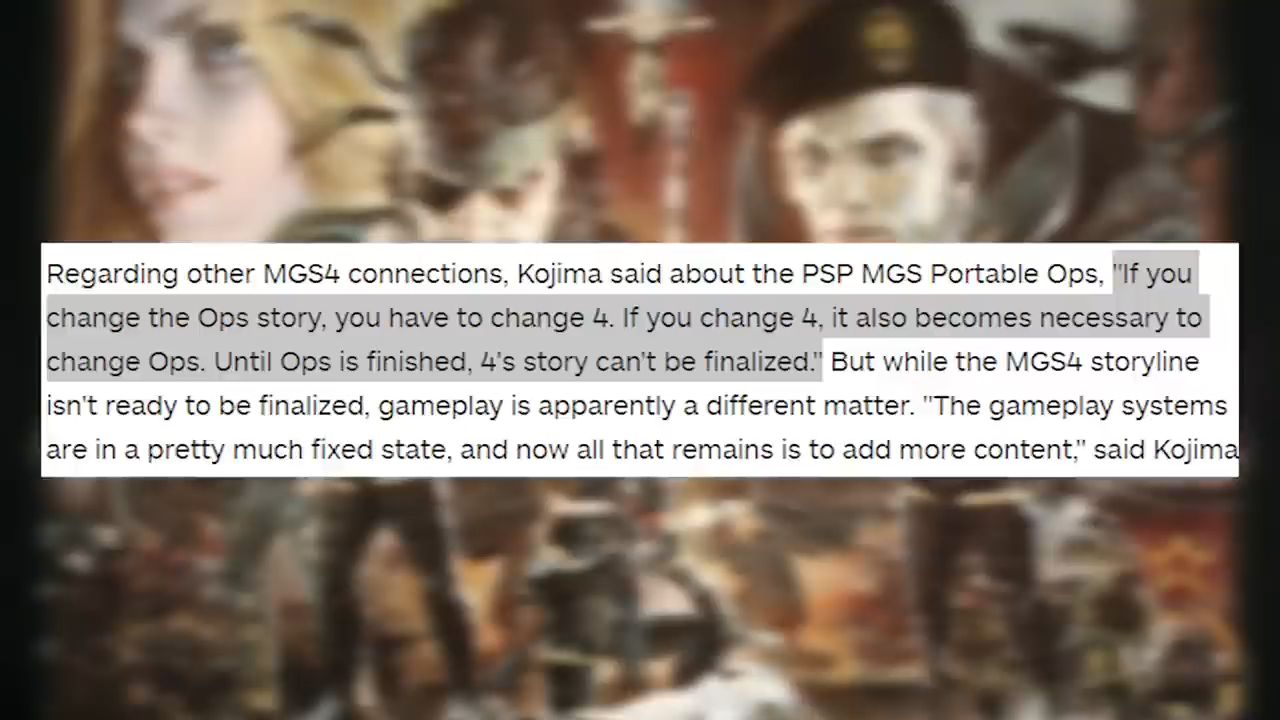 Regarding other MGS4 connections, Kojima said about the PSP MGS Portable Ops, "If you
change the Ops story, you have to change 4. If you change 4, it also becomes necessary to
change Ops. Until Ops is finished, 4's story can't be finalized." But while the MGS4 storyline
isn't ready to be finalized, gameplay is apparently a different matter. "The gameplay systems
are in a pretty much fixed state, and now all that remains is to add more content," said Kojima